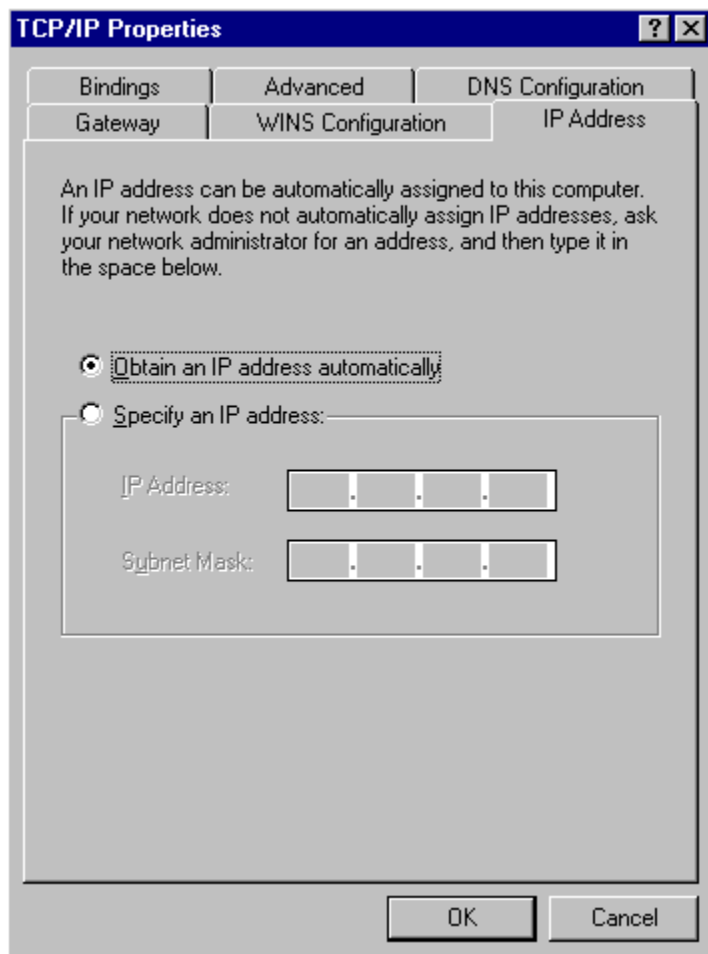 TCP/IP Properties
Bindings
Advanced
DNS Configuration
Gateway
WINS Configuration
IP Address
An IP address can be automatically assigned to this computer.
If your network does not automatically assign IP addresses, ask
your network administrator for an address, and then type it in
the space below.
Obtain an IP address automatically
Specify an IP address:
IP Address:
Subnet Mask:
OK
Cancel